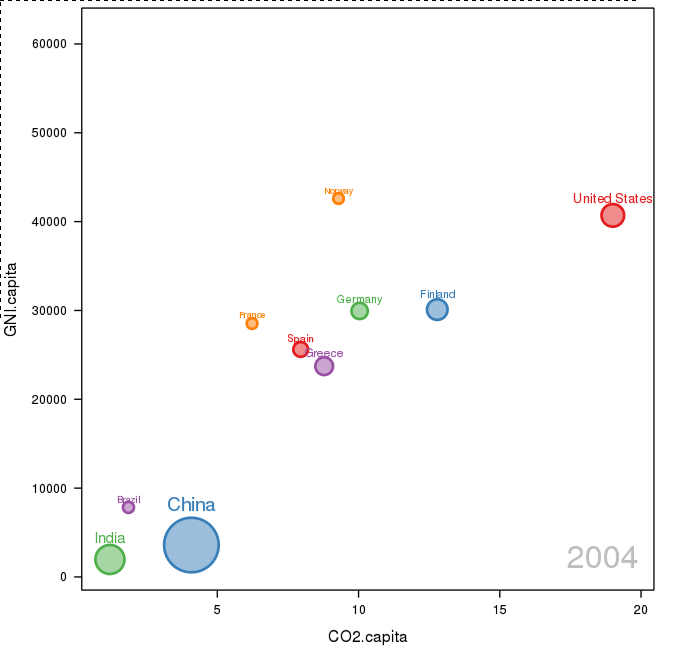 60000
50000
40000
30000
20000
10000
0
GNI.capita
Norway
United States
Germany
Finland
France
Spain
Greece
Brazil
China
India
2004
5
10
15
20
CO2.capita